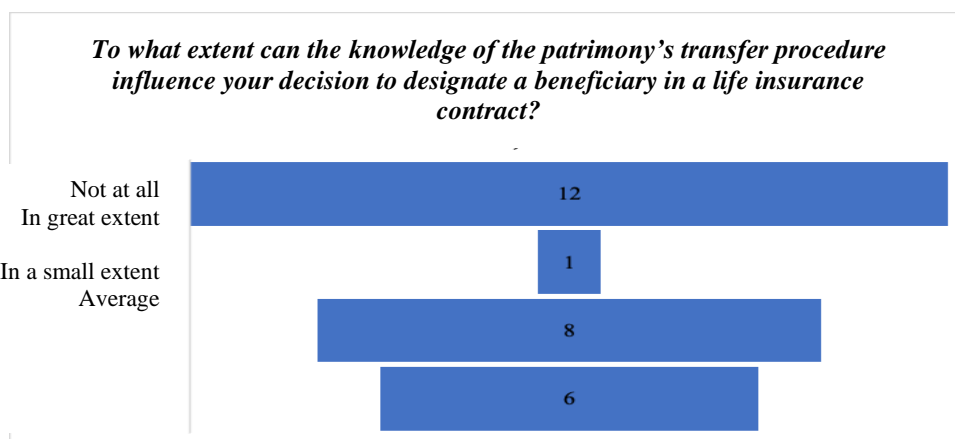 To what extent can the knowledge of the patrimony’s transfer procedure
influence your decision to designate a beneficiary in a life insurance
contract?
Not at all
In great extent
In a small extent
Average
12
1
8
6